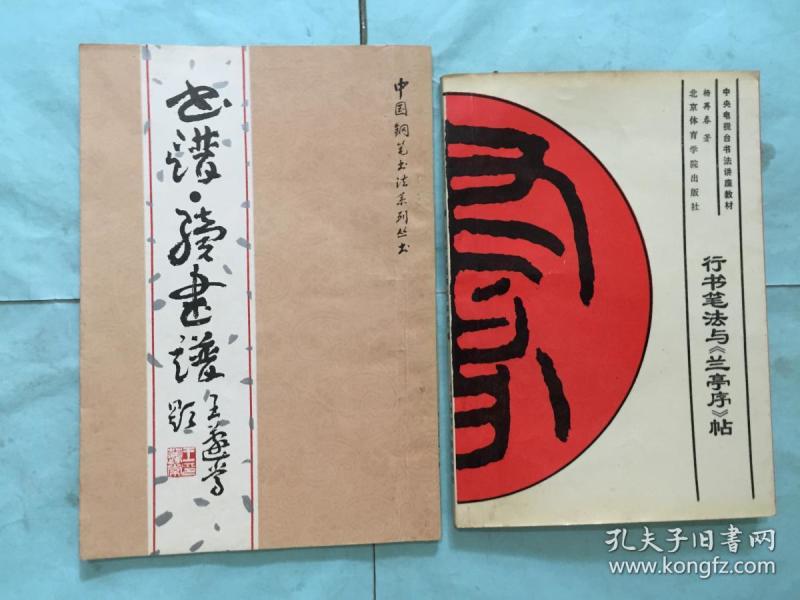 中国钢笔书法系列丛书
书谱·续书谱
王遐举
题
中央电视台书法讲座教材
杨再春 著
北京体育学院出版社
行书笔法与《兰亭序》帖
孔夫子旧书网
www.kongfz.com